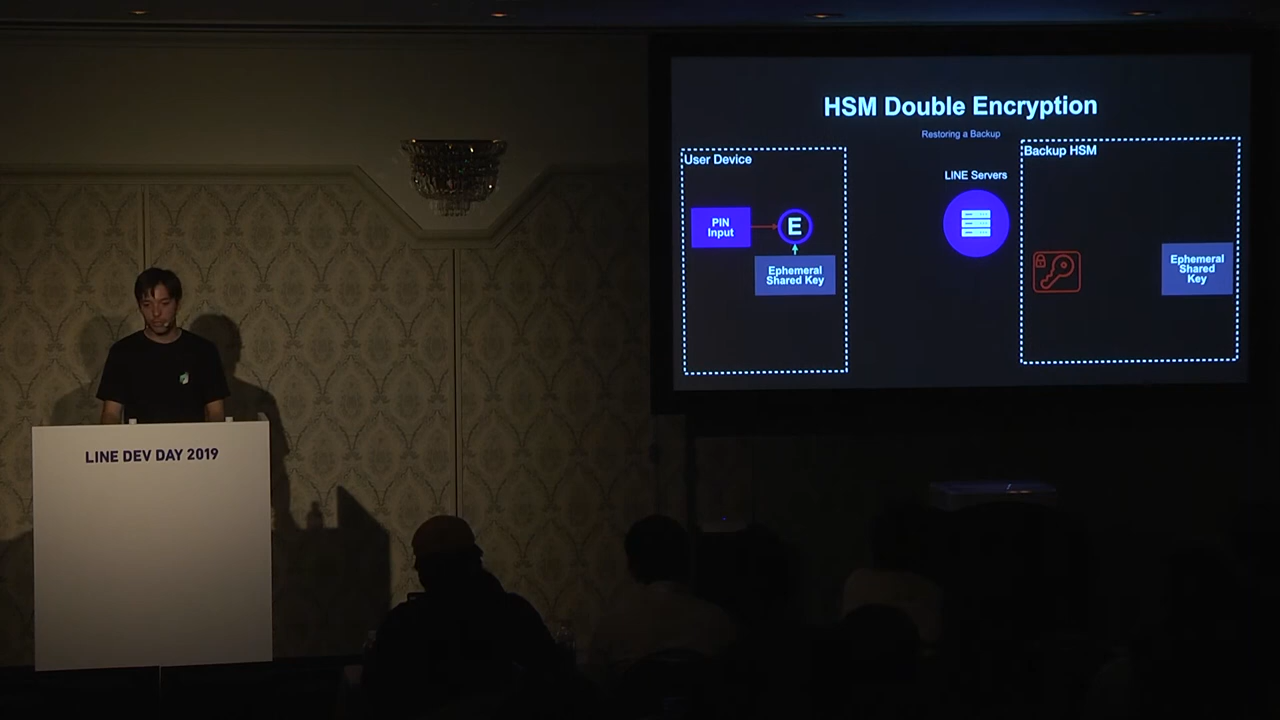 HSM Double Encryption
Restoring a Backup
User Device
PIN
Input
E
Ephemeral
Shared Key
LINE Servers
Backup HSM
Ephemeral
Shared
Key
LINE DEV DAY 2019